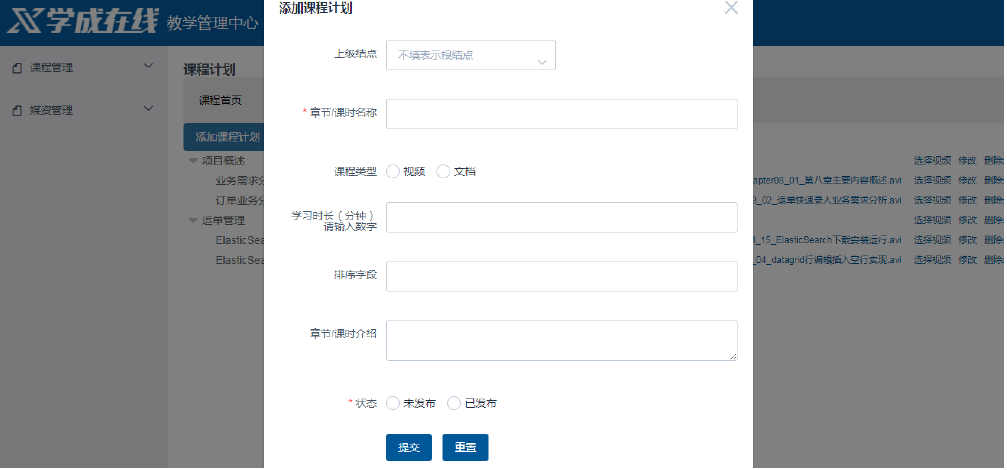 学成在线 教学管理中心
添加课程计划
课程管理
媒资管理
课程计划
课程首页
添加课程计划
项目概述
选择视频 修改 删除
业务需求分
apter08_01_第八章主要内容概述.avi 选择视频 修改 删除
订单业务分
_02_运单快速录入业务需求分析.avi 选择视频 修改 删除
运单管理
选择视频 修改 删除
ElasticSear
_15_ElasticSearch下载安装运行.avi 选择视频 修改 删除
ElasticSear
_04_datagrid行编辑插入空行实现.avi 选择视频 修改 删除
上级结点 不填表示根结点
* 章节/课时名称
课程类型 视频 文档
学习时长（分钟）
请输入数字
排序字段
章节/课时介绍
* 状态 未发布 已发布
提交 重置